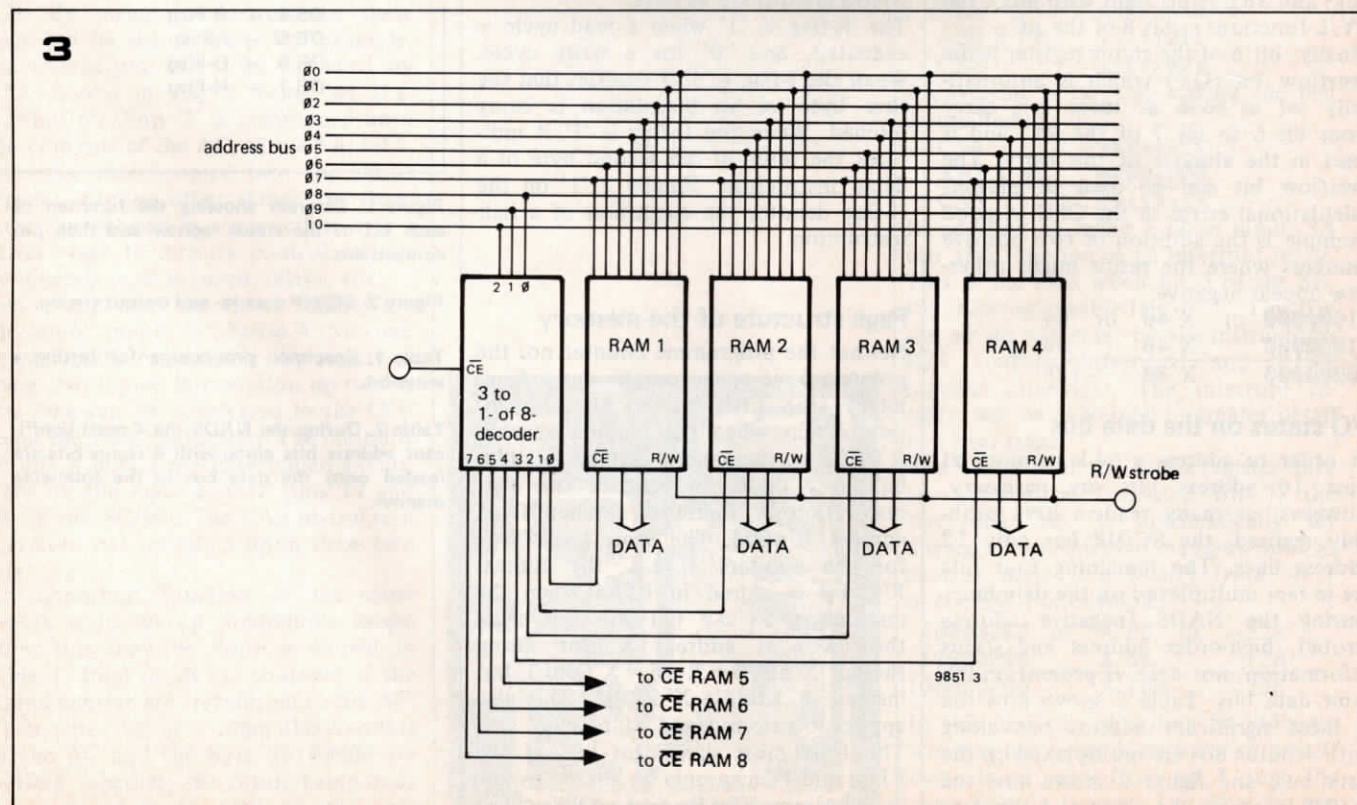 3
Ø0
Ø1
Ø2
Ø3
Ø4
address bus Ø5
Ø6
Ø7
Ø8
Ø9
10
2 1 Ø
CE
3 to
1- of 8-
decoder
7 6 5 4 3 2 1 0
RAM 1
RAM 2
RAM 3
RAM 4
CE R/W
CE R/W
CE R/W
CE R/W
R/W strobe
DATA
DATA
DATA
DATA
9851 3
to CE RAM 5
to CE RAM 6
to CE RAM 7
to CE RAM 8